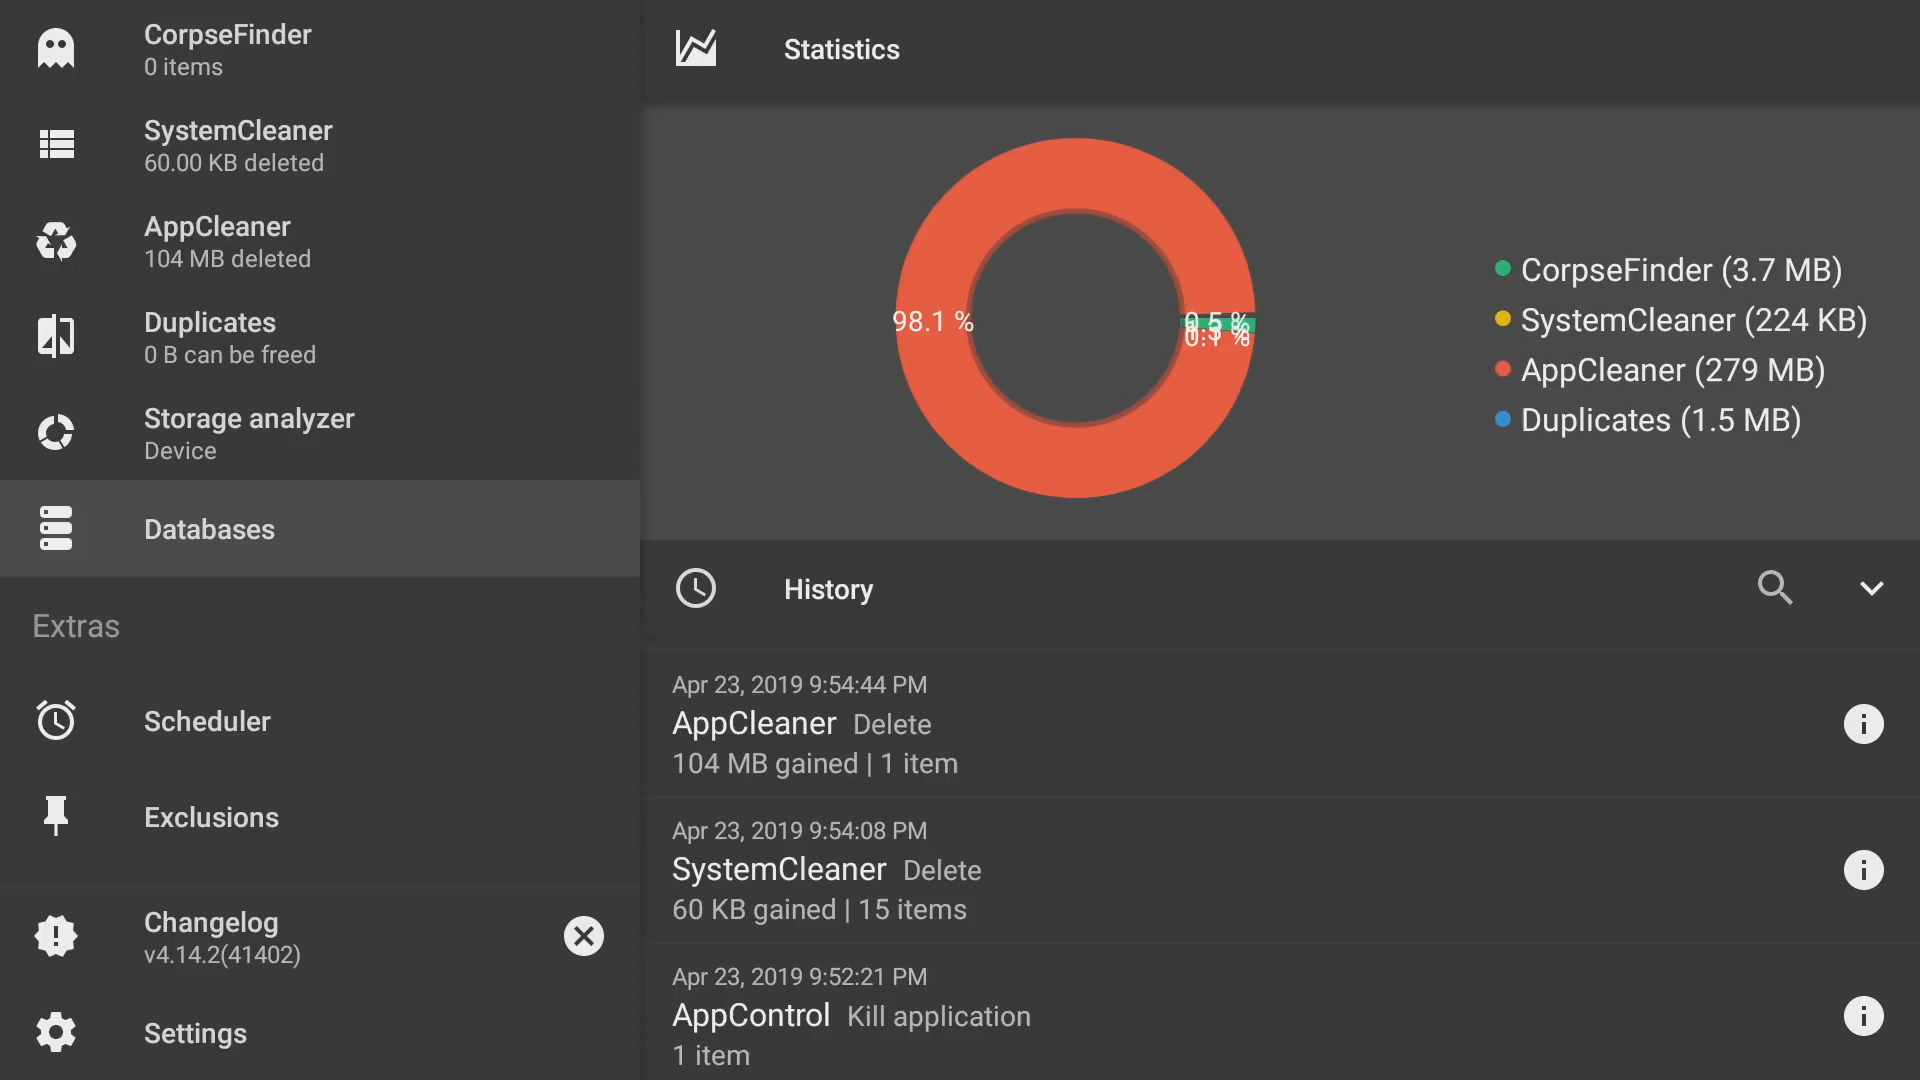 CorpseFinder
0 items
SystemCleaner
60.00 KB deleted
AppCleaner
104 MB deleted
Duplicates
0 B can be freed
Storage analyzer
Device
Databases
Extras
Scheduler
Exclusions
Changelog
v4.14.2(41402)
Settings
Statistics
98.1 %
0.5 %
0.1 %
CorpseFinder (3.7 MB)
SystemCleaner (224 KB)
AppCleaner (279 MB)
Duplicates (1.5 MB)
History
Apr 23, 2019 9:54:44 PM
AppCleaner Delete
104 MB gained | 1 item
Apr 23, 2019 9:54:08 PM
SystemCleaner Delete
60 KB gained | 15 items
Apr 23, 2019 9:52:21 PM
AppControl Kill application
1 item